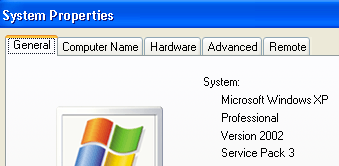 System Properties
General Computer Name Hardware Advanced Remote
System:
Microsoft Windows XP
Professional
Version 2002
Service Pack 3